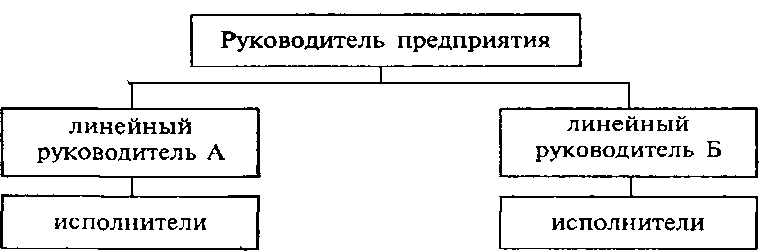 Руководитель предприятия
линейный
руководитель А
линейный
руководитель Б
исполнители
исполнители